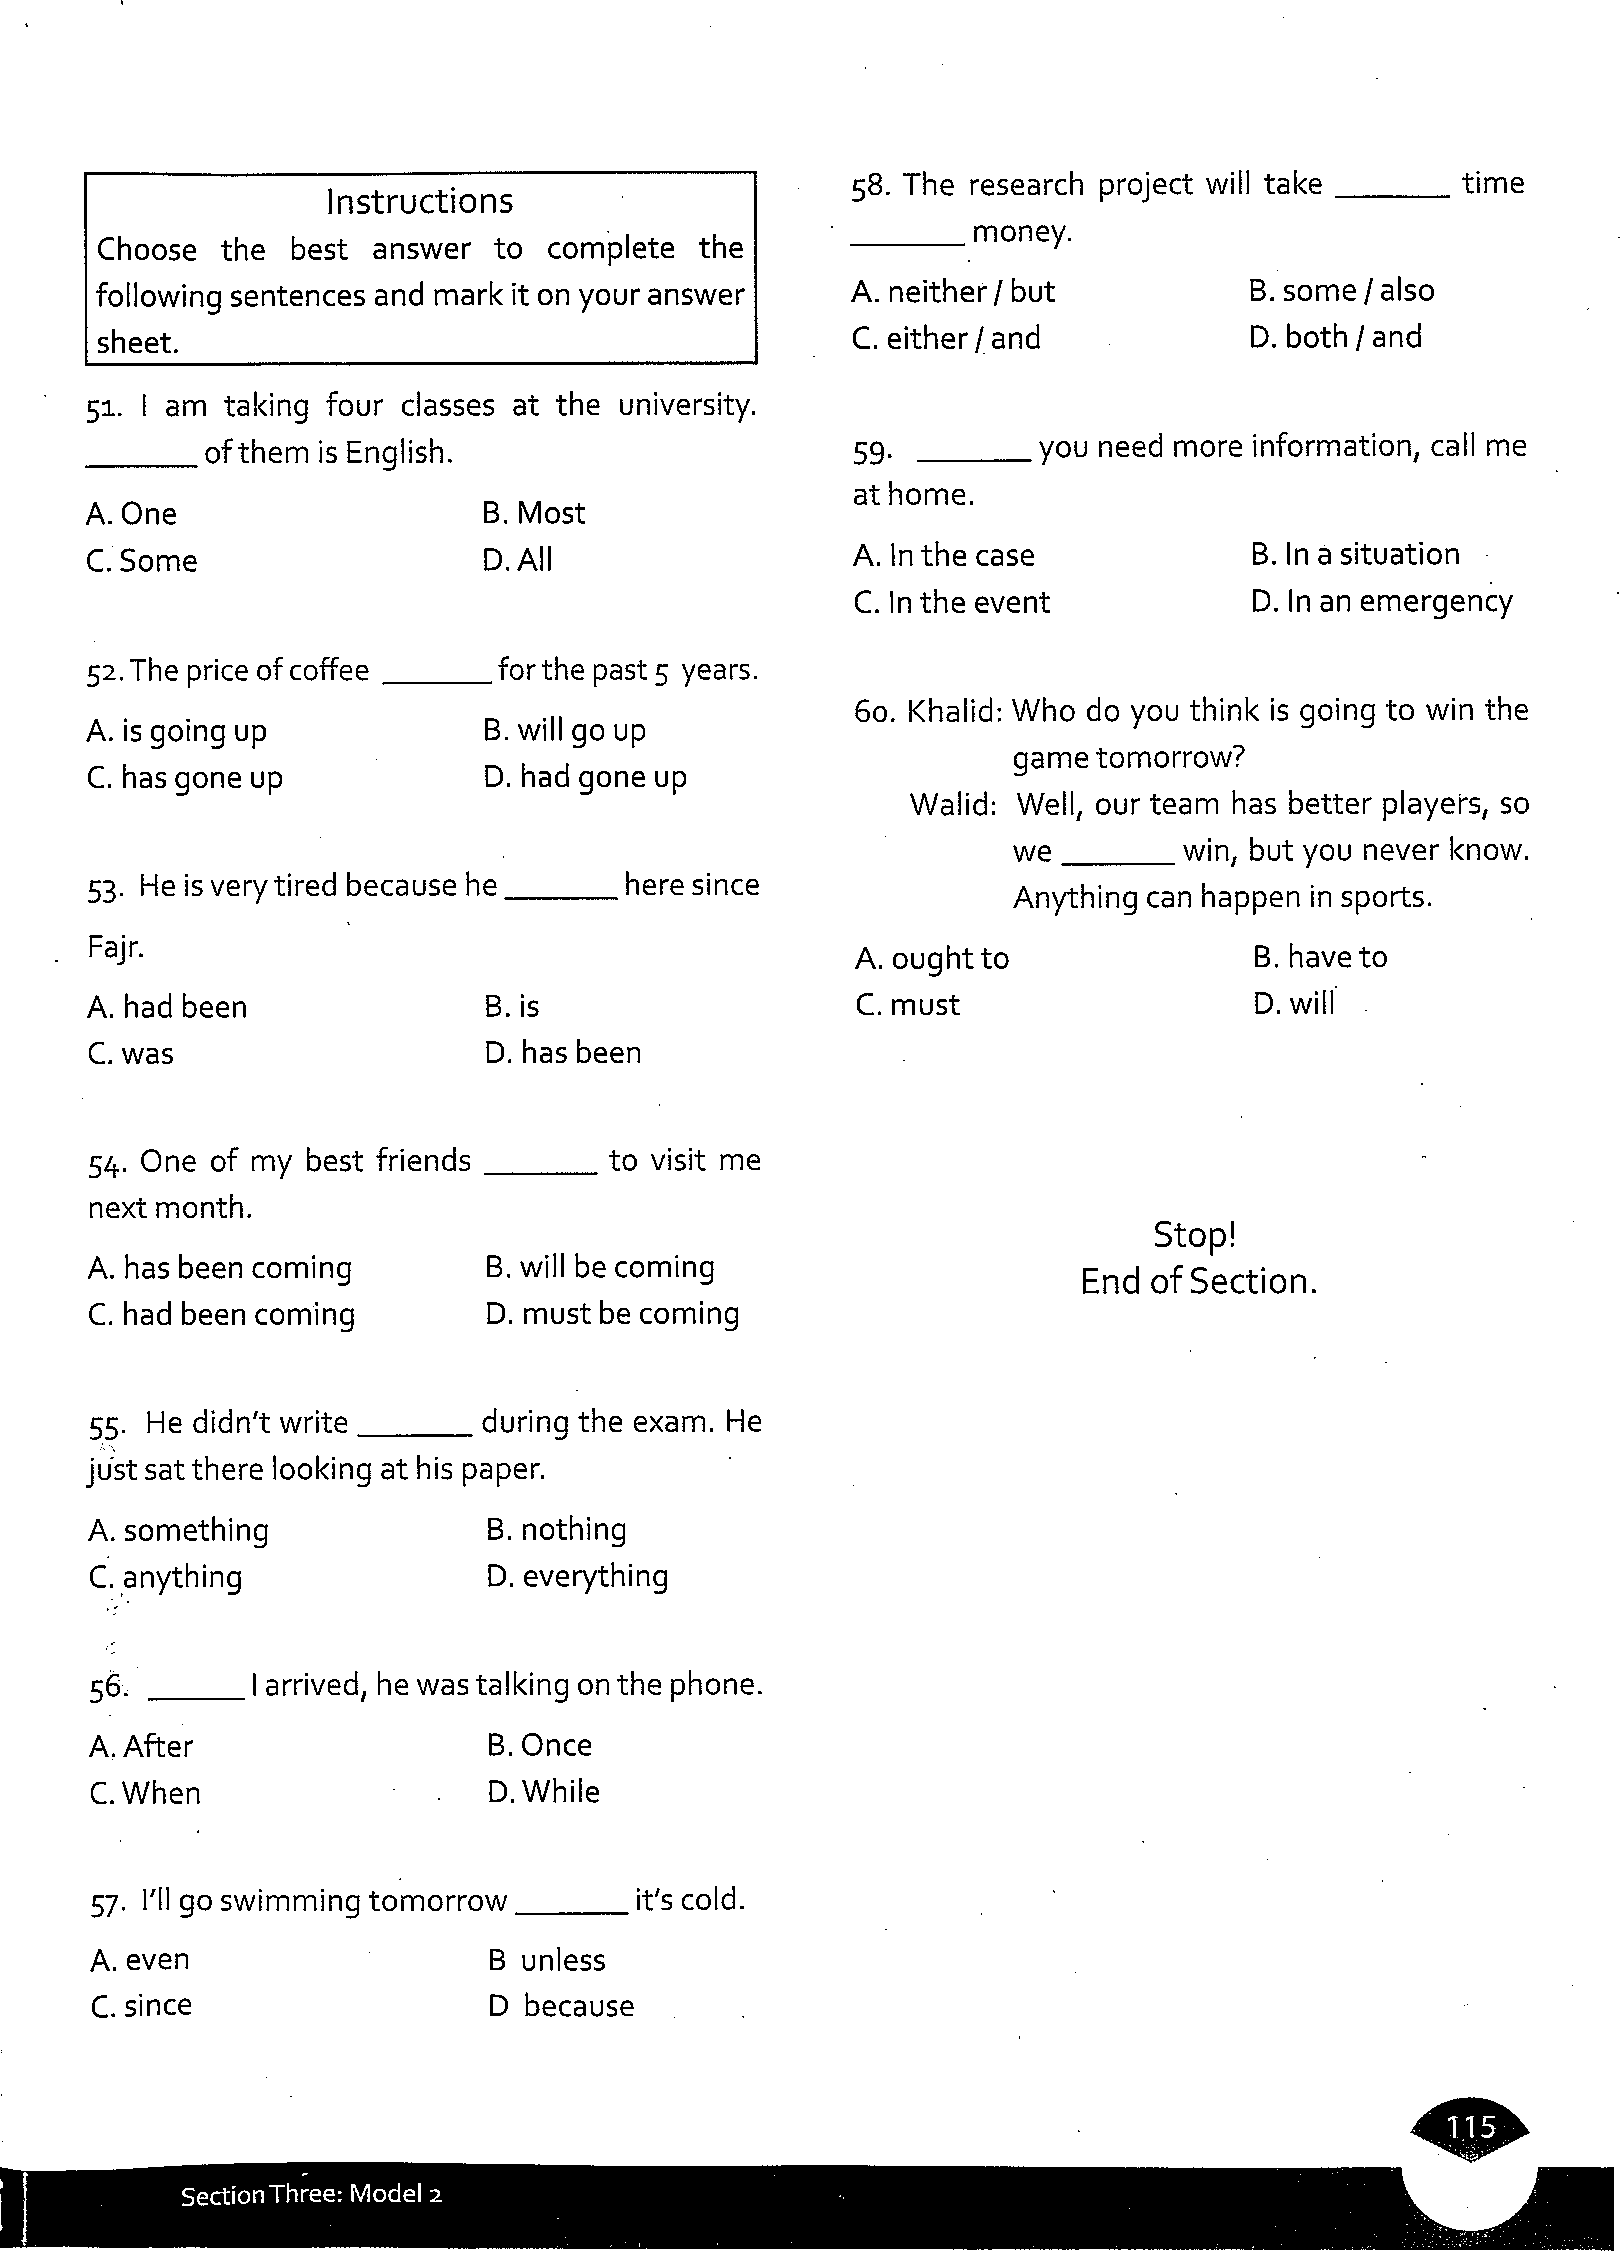 Instructions
Choose the best answer to complete the
following sentences and mark it on your answer
sheet.
51. I am taking four classes at the university.
_______ of them is English.
A. One B. Most
C. Some D. All
52. The price of coffee _______ for the past 5 years.
A. is going up B. will go up
C. has gone up D. had gone up
53. He is very tired because he _______ here since
Fajr.
A. had been B. is
C. was D. has been
54. One of my best friends _______ to visit me
next month.
A. has been coming B. will be coming
C. had been coming D. must be coming
55. He didn't write _______ during the exam. He
just sat there looking at his paper.
A. something B. nothing
C. anything D. everything
56. ______ I arrived, he was talking on the phone.
A. After B. Once
C. When D. While
57. I'll go swimming tomorrow _______ it's cold.
A. even B unless
C. since D because
58. The research project will take _______ time
_______ money.
A. neither / but B. some / also
C. either / and D. both / and
59. _______ you need more information, call me
at home.
A. In the case B. In a situation
C. In the event D. In an emergency
60. Khalid: Who do you think is going to win the
game tomorrow?
Walid: Well, our team has better players, so
we _______ win, but you never know.
Anything can happen in sports.
A. ought to B. have to
C. must D. will
Stop!
End of Section.
115
Section Three: Model 2